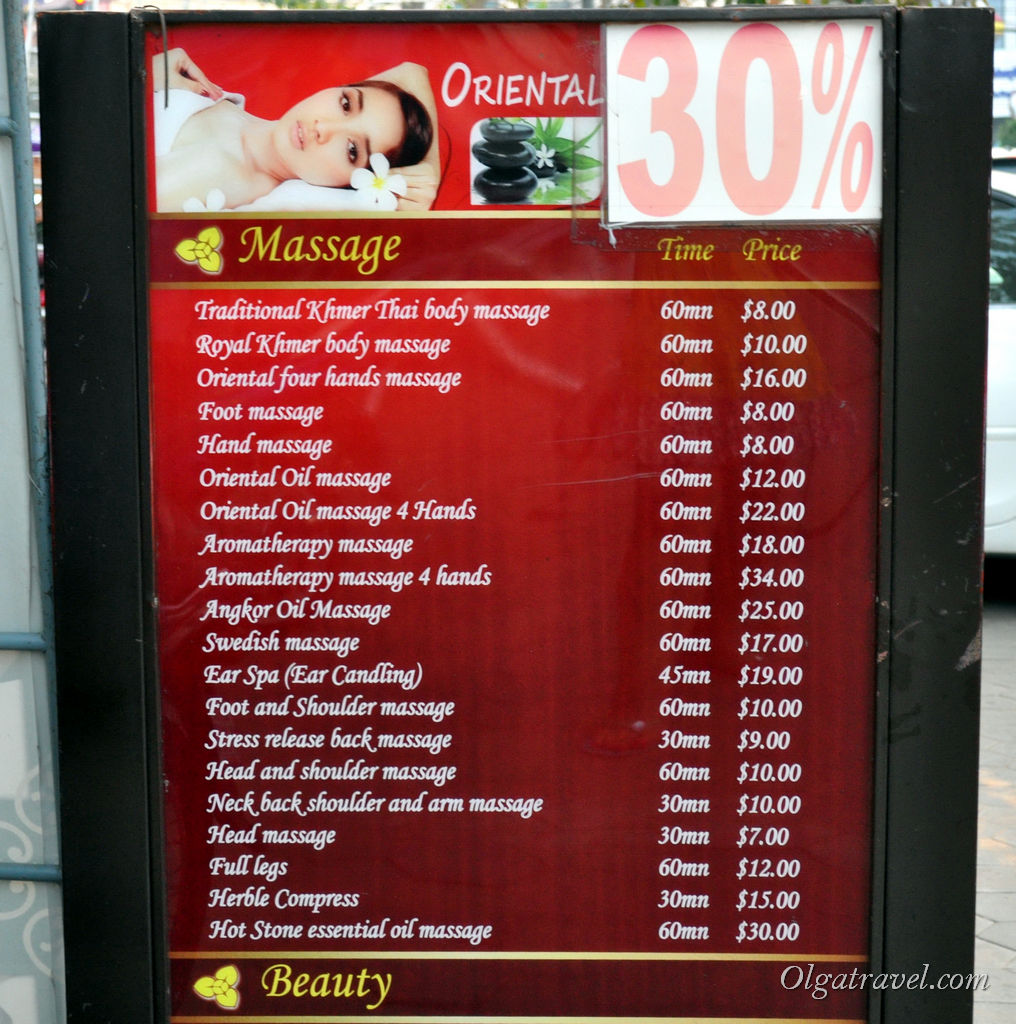 ORIENTAL
30%
Massage Time Price
Traditional Khmer Thai body massage 60mn $8.00
Royal Khmer body massage 60mn $10.00
Oriental four hands massage 60mn $16.00
Foot massage 60mn $8.00
Hand massage 60mn $8.00
Oriental Oil massage 60mn $12.00
Oriental Oil massage 4 Hands 60mn $22.00
Aromatherapy massage 60mn $18.00
Aromatherapy massage 4 hands 60mn $34.00
Angkor Oil Massage 60mn $25.00
Swedish massage 60mn $17.00
Ear Spa (Ear Candling) 45mn $19.00
Foot and Shoulder massage 60mn $10.00
Stress release back massage 30mn $9.00
Head and shoulder massage 60mn $10.00
Neck back shoulder and arm massage 30mn $10.00
Head massage 30mn $7.00
Full legs 60mn $12.00
Herble Compress 30mn $15.00
Hot Stone essential oil massage 60mn $30.00
Beauty
Olgatravel.com